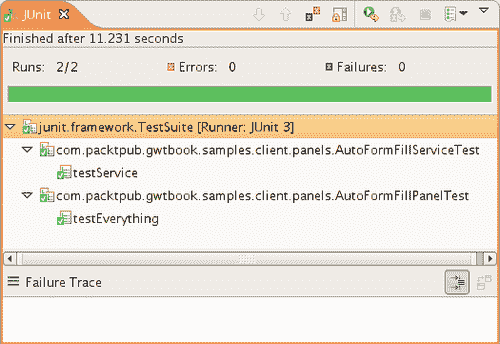 JUnit
Finished after 11.231 seconds
Runs: 2/2 Errors: 0 Failures: 0
junit.framework.TestSuite [Runner: JUnit 3]
com.packtpub.gwtbook.samples.client.panels.AutoFormFillServiceTest
testService
com.packtpub.gwtbook.samples.client.panels.AutoFormFillPanelTest
testEverything
Failure Trace